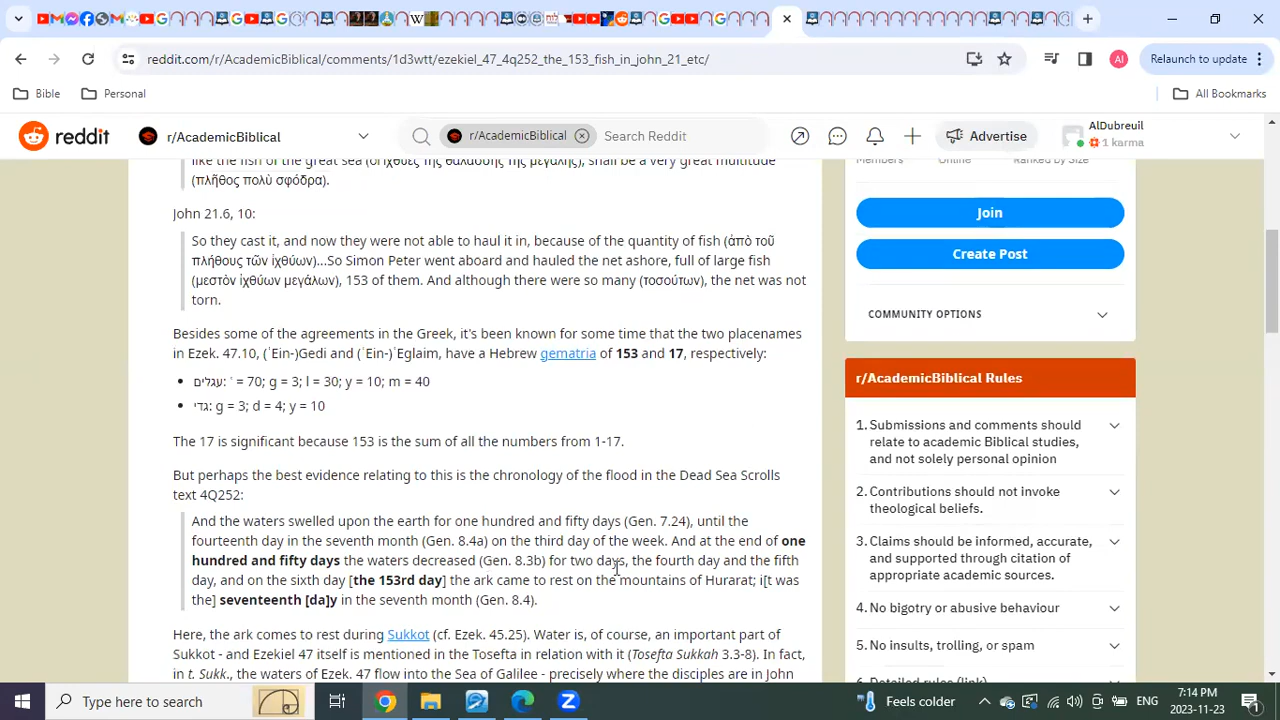 reddit.com/r/AcademicBiblical/comments/1d3vtt/ezekiel_47_4q252_the_153_fish_in_john_21_etc/
AI
Relaunch to update
Bible
Personal
All Bookmarks
reddit
r/AcademicBiblical
r/AcademicBiblical
Search Reddit
Advertise
AlDubreuil
1 karma
like the fish of the great sea (οἱ ἰχθύες τῆς θαλάσσης τῆς μεγάλης), shall be a very great multitude
(πλῆθος πολὺ σφόδρα).
John 21.6, 10:
So they cast it, and now they were not able to haul it in, because of the quantity of fish (ἀπὸ τοῦ
πλήθους τῶν ἰχθύων)...So Simon Peter went aboard and hauled the net ashore, full of large fish
(μεστὸν ἰχθύων μεγάλων), 153 of them. And although there were so many (τοσούτων), the net was not
torn.
Besides some of the agreements in the Greek, it's been known for some time that the two placenames
in Ezek. 47.10, (ʿEin-)Gedi and (ʿEin-)ʿEglaim, have a Hebrew gematria of 153 and 17, respectively:
• עגלים: ʿ = 70; g = 3; l = 30; y = 10; m = 40
• גדי: g = 3; d = 4; y = 10
The 17 is significant because 153 is the sum of all the numbers from 1-17.
But perhaps the best evidence relating to this is the chronology of the flood in the Dead Sea Scrolls
text 4Q252:
And the waters swelled upon the earth for one hundred and fifty days (Gen. 7.24), until the
fourteenth day in the seventh month (Gen. 8.4a) on the third day of the week. And at the end of one
hundred and fifty days the waters decreased (Gen. 8.3b) for two days, the fourth day and the fifth
day, and on the sixth day [the 153rd day] the ark came to rest on the mountains of Hurarat; i[t was
the] seventeenth [da]y in the seventh month (Gen. 8.4).
Here, the ark comes to rest during Sukkot (cf. Ezek. 45.25). Water is, of course, an important part of
Sukkot - and Ezekiel 47 itself is mentioned in the Tosefta in relation with it (Tosefta Sukkah 3.3-8). In fact,
in t. Sukk., the waters of Ezek. 47 flow into the Sea of Galilee - precisely where the disciples are in John
Members
Online
Ranked by Size
Join
Create Post
COMMUNITY OPTIONS
r/AcademicBiblical Rules
1. Submissions and comments should
relate to academic Biblical studies,
and not solely personal opinion
2. Contributions should not invoke
theological beliefs.
3. Claims should be informed, accurate,
and supported through citation of
appropriate academic sources.
4. No bigotry or abusive behaviour
5. No insults, trolling, or spam
6. Detailed rules (link)
Type here to search
Feels colder
ENG
7:14 PM
2023-11-23